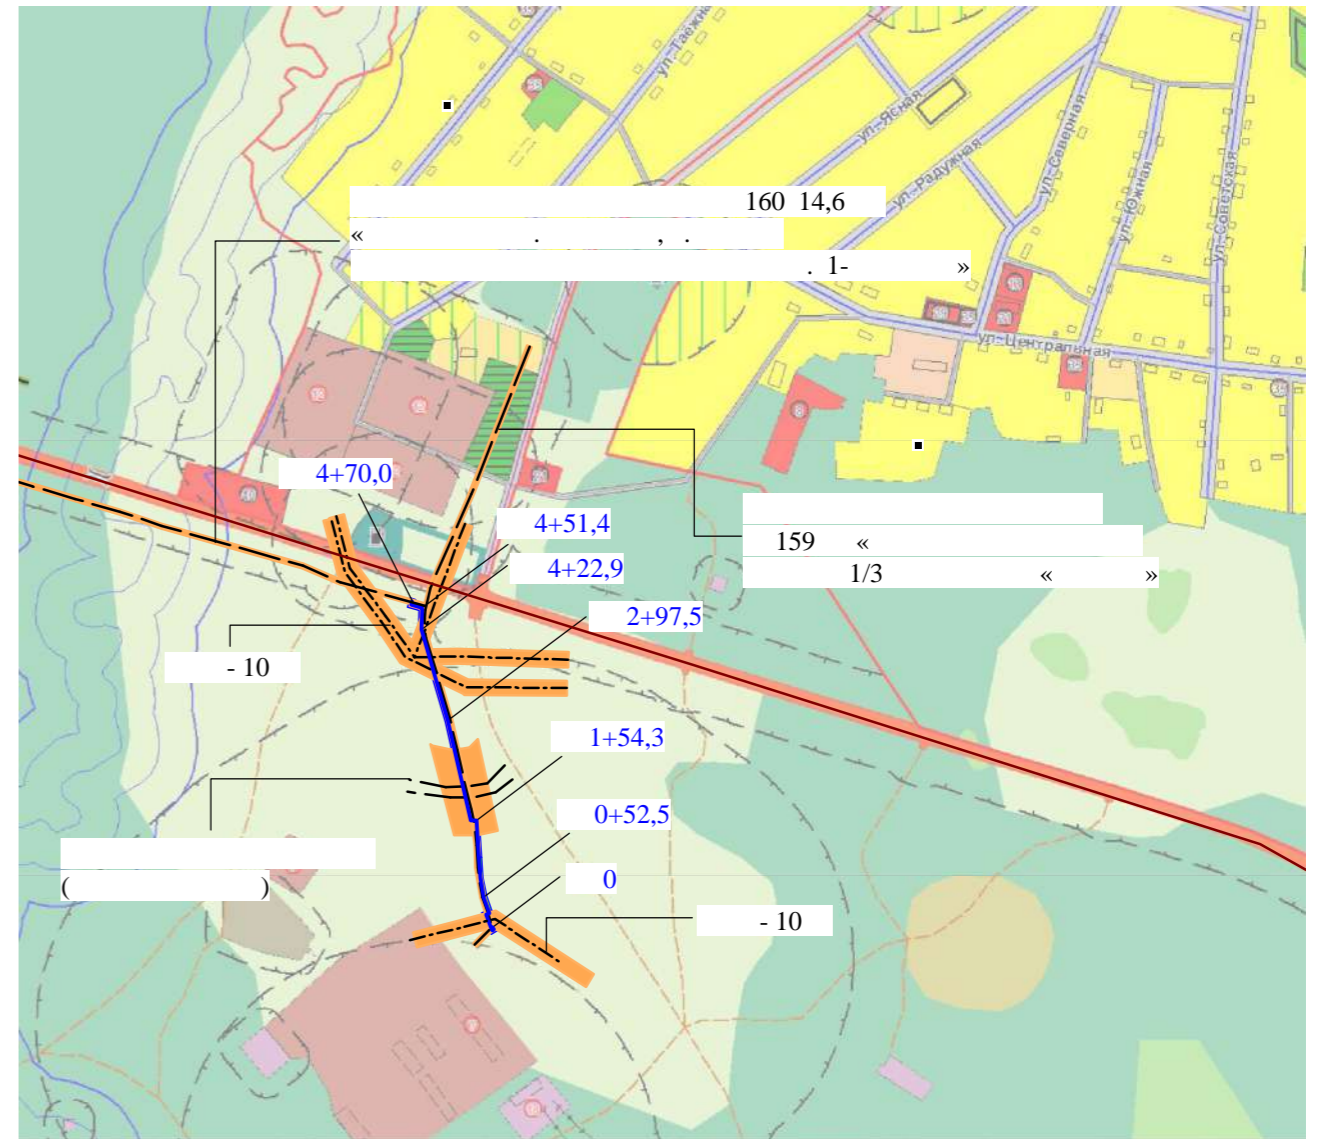 ул. Таёжная
ул. Ясная
ул. Радужная
ул. Северная
ул. Южная
ул. Советская
160 14,6
« . , .
. 1- »
ул. Центральная
4+70,0
4+51,4
159 «
4+22,9
1/3 « »
2+97,5
- 10
1+54,3
0+52,5
( )
0
- 10